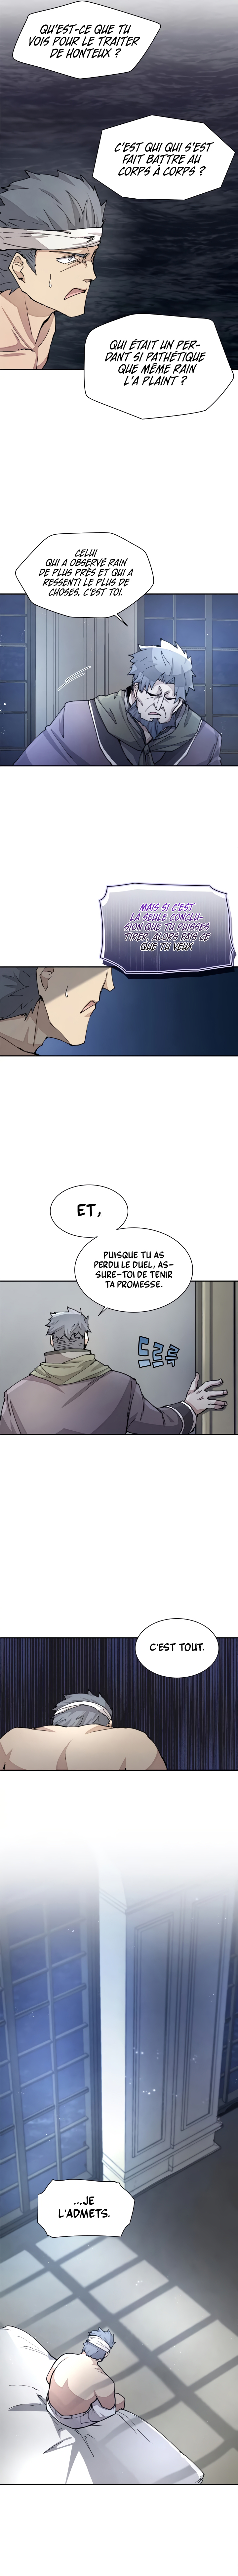 QU'EST-CE QUE TU
VOIS POUR LE TRAITER
DE HONTEUX ?
C'EST QUI QUI S'EST
FAIT BATTRE AU
CORPS À CORPS ?
QUI ÉTAIT UN PER-
DANT SI PATHÉTIQUE
QUE MÊME RAIN
L'A PLAINT ?
CELUI
QUI A OBSERVÉ RAIN
DE PLUS PRÈS ET QUI A
RESSENTI LE PLUS DE
CHOSES, C'EST TOI.
MAIS SI C'EST
LA SEULE CONCLU-
SION QUE TU PUISSES
TIRER, ALORS FAIS CE
QUE TU VEUX
ET,
PUISQUE TU AS
PERDU LE DUEL, AS-
SURE-TOI DE TENIR
TA PROMESSE.
드르륵
C'EST TOUT.
...JE
L'ADMETS.